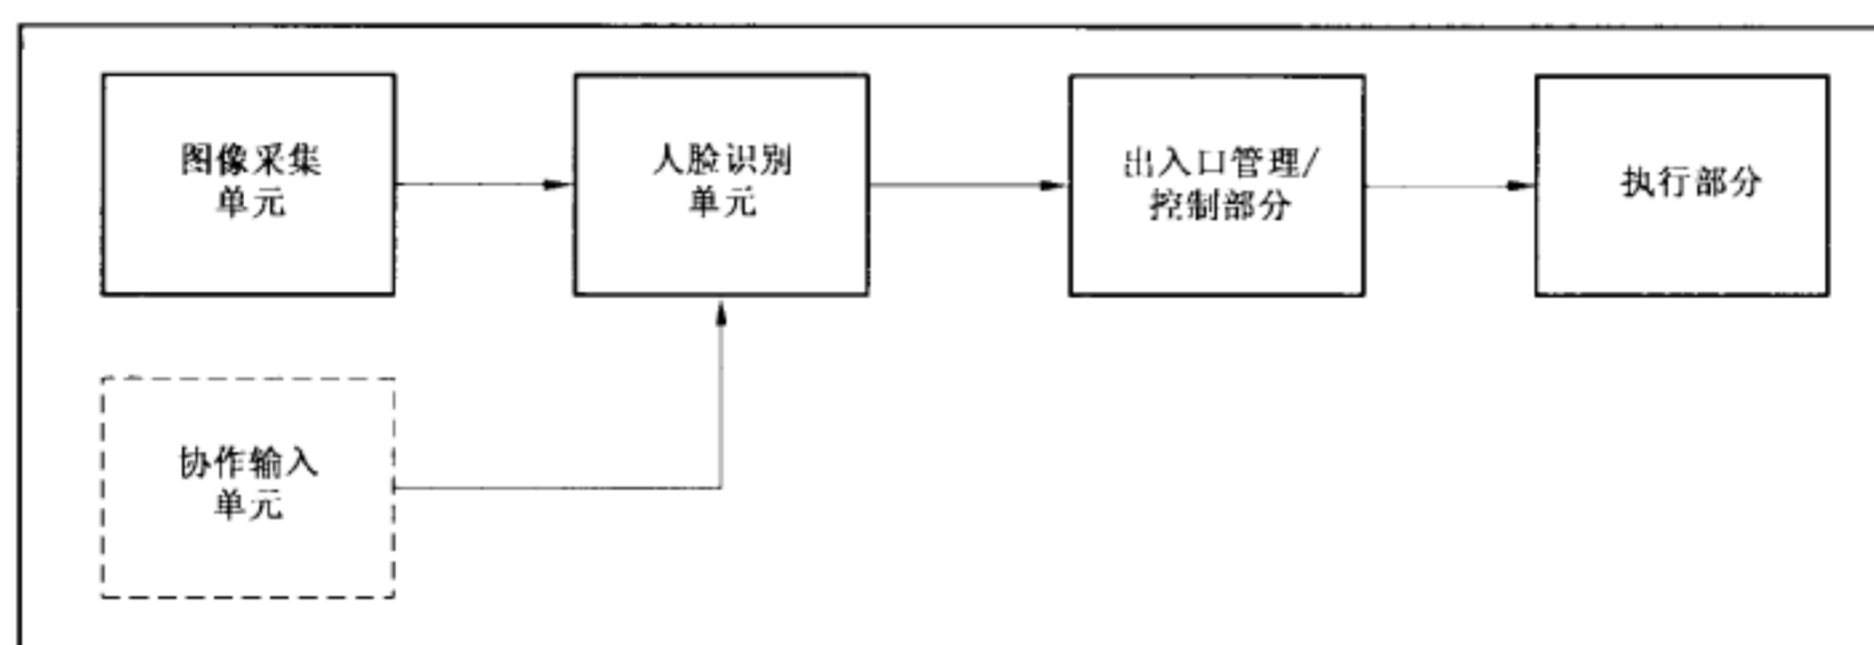 图像采集
单元
人脸识别
单元
出入口管理/
控制部分
执行部分
协作输入
单元